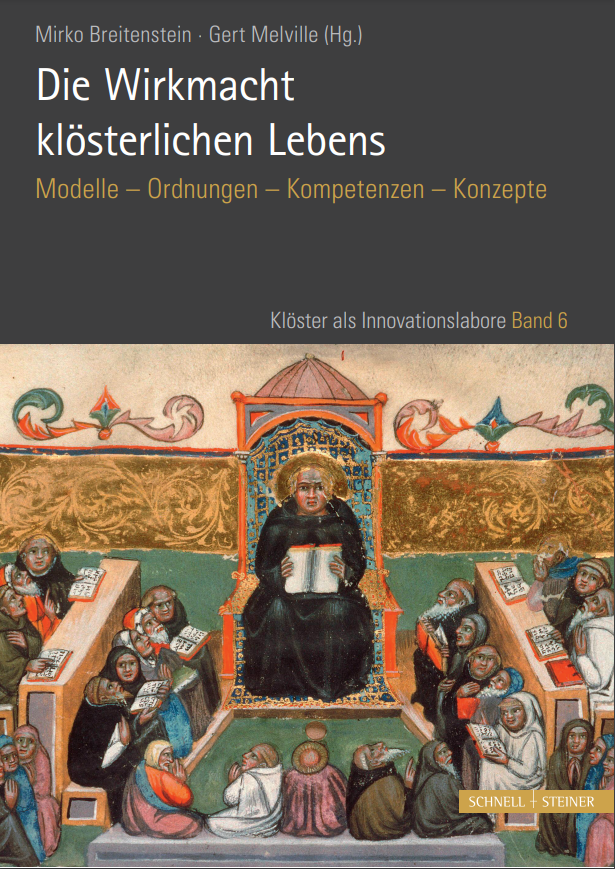 Mirko Breitenstein · Gert Melville (Hg.)
Die Wirkmacht
klösterlichen Lebens
Modelle – Ordnungen – Kompetenzen – Konzepte
Klöster als Innovationslabore Band 6
SCHNELL STEINER